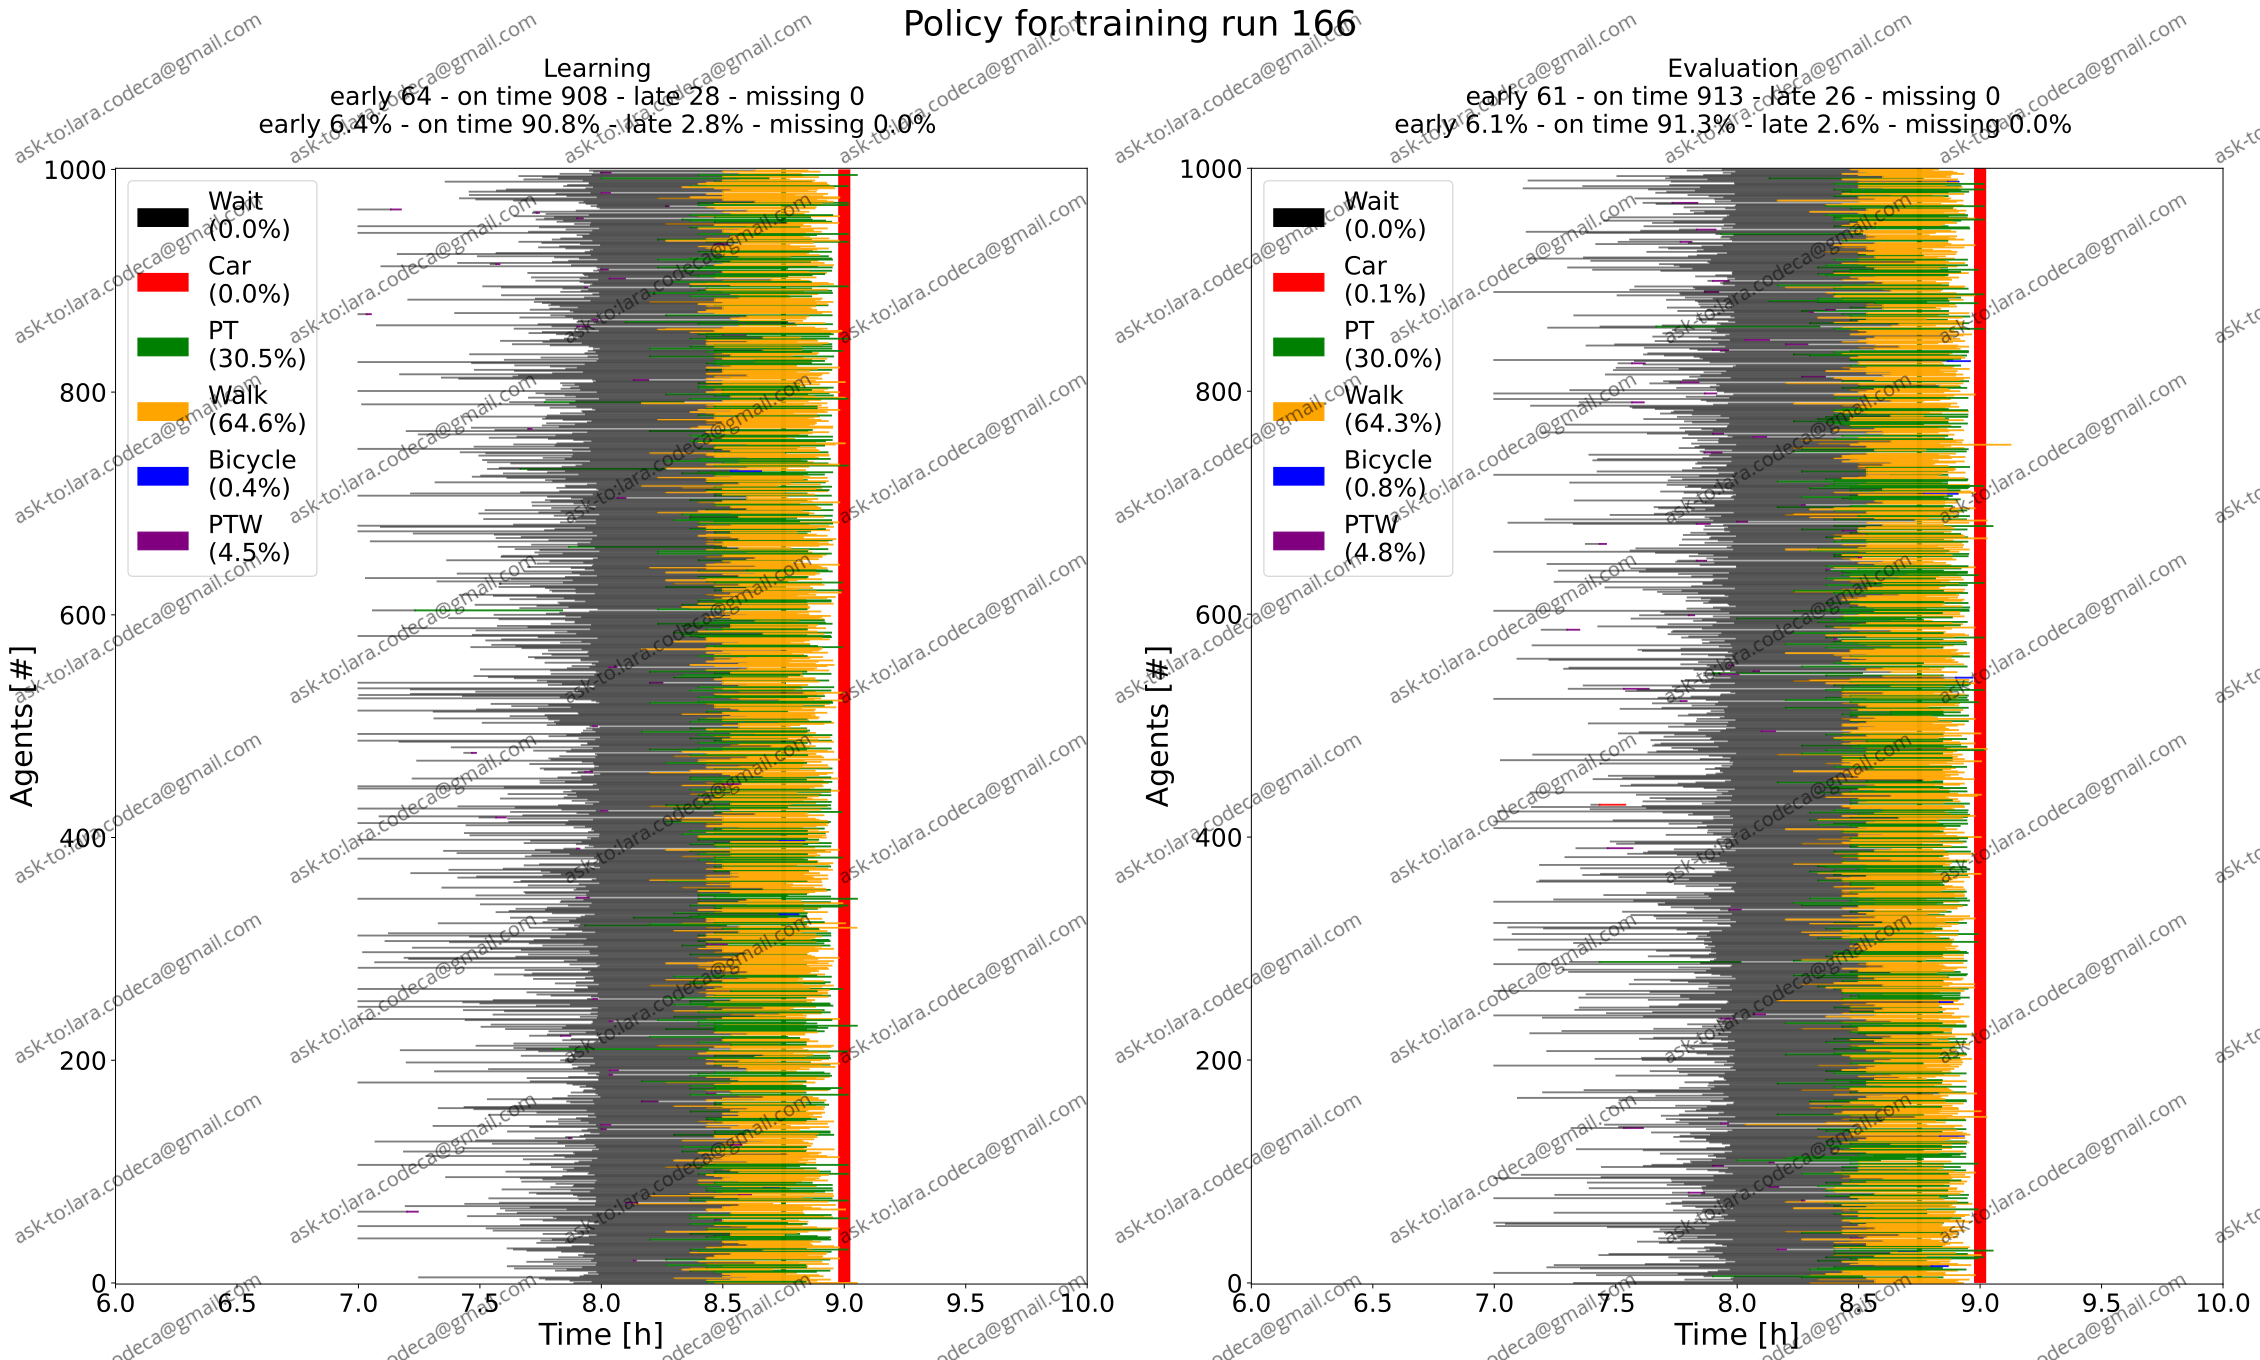 Policy for training run 166
Learning
early 64 - on time 908 - late 28 - missing 0
early 6.4% - on time 90.8% - late 2.8% - missing 0.0%
1000
800
600
400
200
0
Agents [#]
Wait
(0.0%)
Car
(0.0%)
PT
(30.5%)
Walk
(64.6%)
Bicycle
(0.4%)
PTW
(4.5%)
6.0 6.5 7.0 7.5 8.0 8.5 9.0 9.5 10.0
Time [h]
Evaluation
early 61 - on time 913 - late 26 - missing 0
early 6.1% - on time 91.3% - late 2.6% - missing 0.0%
1000
800
600
400
200
0
Agents [#]
Wait
(0.0%)
Car
(0.1%)
PT
(30.0%)
Walk
(64.3%)
Bicycle
(0.8%)
PTW
(4.8%)
6.0 6.5 7.0 7.5 8.0 8.5 9.0 9.5 10.0
Time [h]
ask-to:lara.codeca@gmail.com